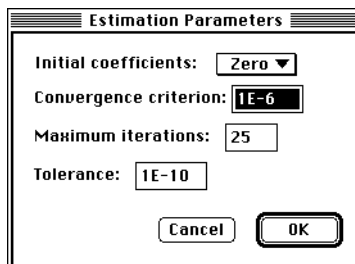 Estimation Parameters
Initial coefficients: Zero
Convergence criterion: 1E-6
Maximum iterations: 25
Tolerance: 1E-10
Cancel OK